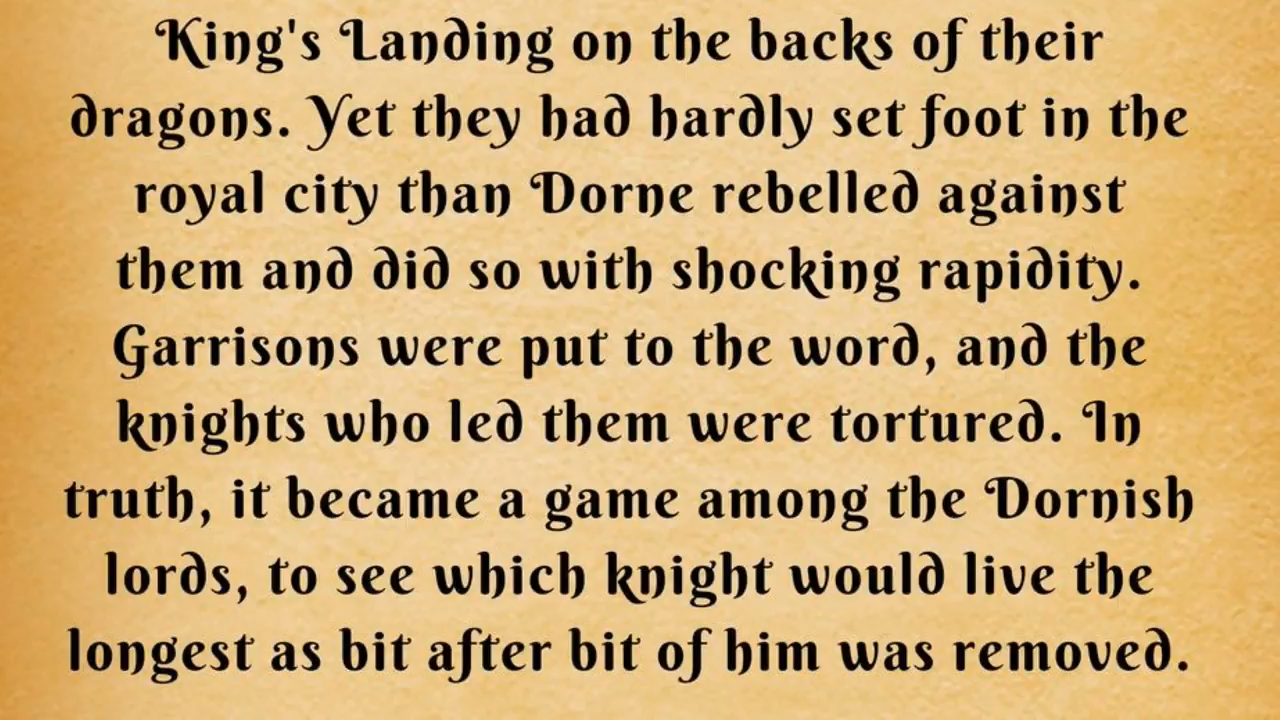 King's Landing on the backs of their
dragons. Yet they had hardly set foot in the
royal city than Dorne rebelled against
them and did so with shocking rapidity.
Garrisons were put to the word, and the
knights who led them were tortured. In
truth, it became a game among the Dornish
lords, to see which knight would live the
longest as bit after bit of him was removed.